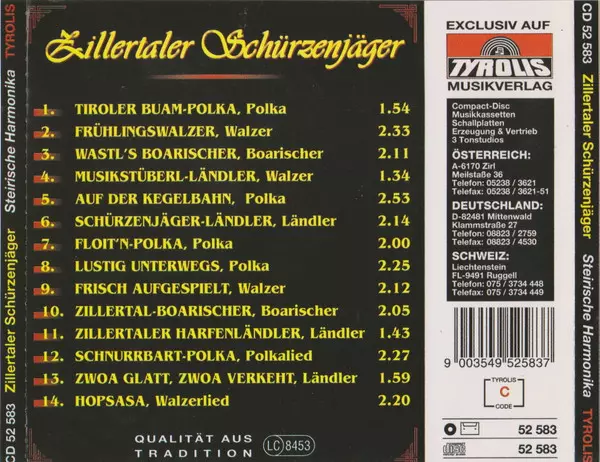 CD 52 583 Zillertaler Schürzenjäger Steirische Harmonika TYROLIS
Zillertaler Schürzenjäger
1. TIROLER BUAM-POLKA, Polka 1.54
2. FRÜHLINGSWALZER, Walzer 2.33
3. WASTL'S BOARISCHER, Boarischer 2.11
4. MUSIKSTÜBERL-LÄNDLER, Walzer 1.34
5. AUF DER KEGELBAHN, Polka 2.53
6. SCHÜRZENJÄGER-LÄNDLER, Ländler 2.14
7. FLOIT'N-POLKA, Polka 2.00
8. LUSTIG UNTERWEGS, Polka 2.25
9. FRISCH AUFGESPIELT, Walzer 2.12
10. ZILLERTAL-BOARISCHER, Boarischer 2.05
11. ZILLERTALER HARFENLÄNDLER, Ländler 1.43
12. SCHNURRBART-POLKA, Polkalied 2.27
13. ZWOA GLATT, ZWOA VERKEHT, Ländler 1.59
14. HOPSASA, Walzerlied 2.20
QUALITÄT AUS
TRADITION
LC 8453
EXCLUSIV AUF
TYROLIS
MUSIKVERLAG
Compact-Disc
Musikkassetten
Schallplatten
Erzeugung & Vertrieb
3 Tonstudios
ÖSTERREICH:
A-6170 Zirl
Meilstraße 36
Telefon: 05238 / 3621
Telefax: 05238 / 3621-51
DEUTSCHLAND:
D-82481 Mittenwald
Klammstraße 27
Telefon: 08823 / 2759
Telefax: 08823 / 4530
SCHWEIZ:
Liechtenstein
FL-9491 Ruggell
Telefon: 075 / 3734 448
Telefax: 075 / 3734 449
9 003549 525837
TYROLIS
C
CODE
52 583
52 583
CD 52 583 Zillertaler Schürzenjäger Steirische Harmonika TYROLIS